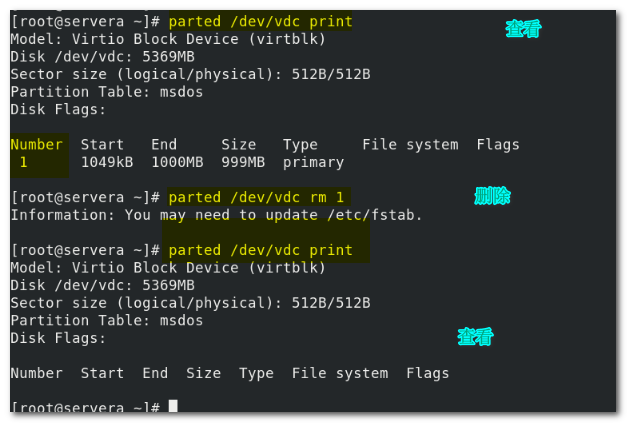 [root@servera ~]# parted /dev/vdc print 查看
Model: Virtio Block Device (virtblk)
Disk /dev/vdc: 5369MB
Sector size (logical/physical): 512B/512B
Partition Table: msdos
Disk Flags:
Number  Start   End     Size   Type     File system  Flags
 1      1049kB  1000MB  999MB  primary
[root@servera ~]# parted /dev/vdc rm 1 删除
Information: You may need to update /etc/fstab.
[root@servera ~]# parted /dev/vdc print
Model: Virtio Block Device (virtblk)
Disk /dev/vdc: 5369MB
Sector size (logical/physical): 512B/512B
Partition Table: msdos
Disk Flags: 查看
Number  Start  End  Size  Type  File system  Flags
[root@servera ~]#